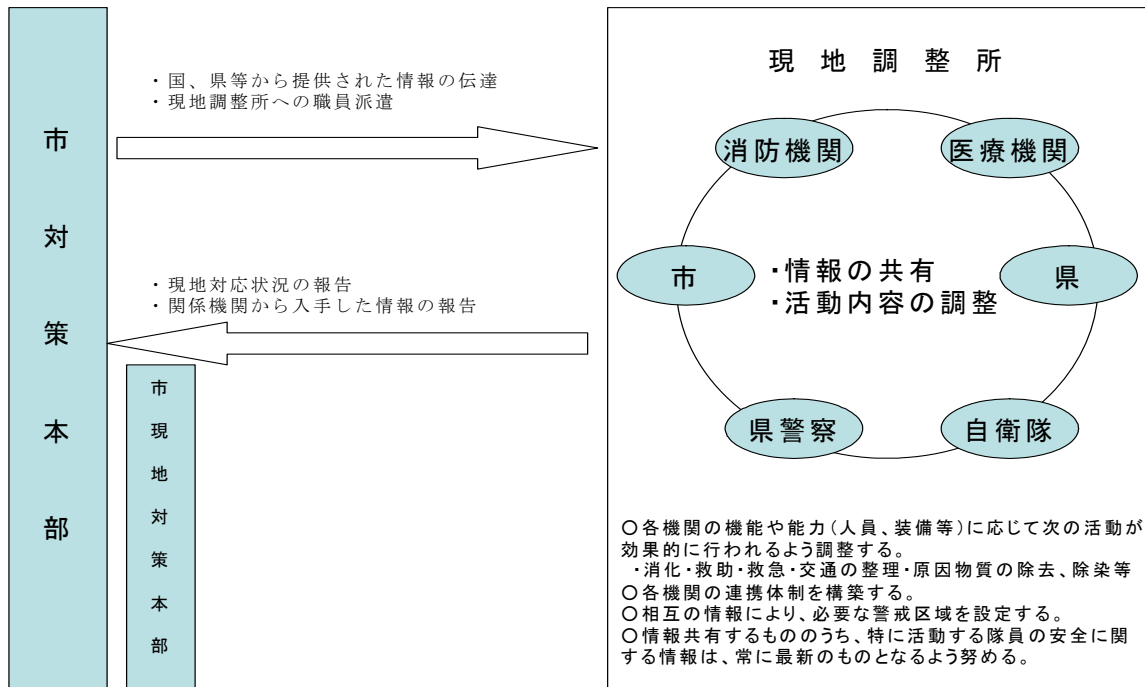 市対策本部
・国、県等から提供された情報の伝達
・現地調整所への職員派遣
・現地対応状況の報告
・関係機関から入手した情報の報告
市現地対策本部
現地調整所
消防機関
医療機関
市
・情報の共有
・活動内容の調整
県
県警察
自衛隊
○各機関の機能や能力(人員、装備等)に応じて次の活動が
効果的に行われるよう調整する。
・消化・救助・救急・交通の整理・原因物質の除去、除染等
○各機関の連携体制を構築する。
○相互の情報により、必要な警戒区域を設定する。
○情報共有するもののうち、特に活動する隊員の安全に関
する情報は、常に最新のものとなるよう努める。